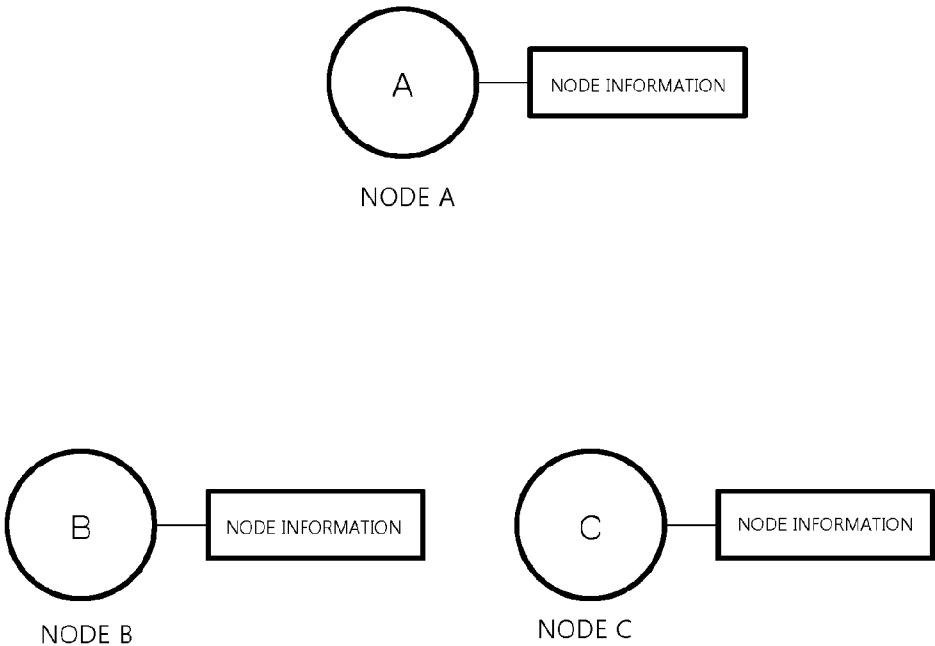 A
NODE INFORMATION
NODE A
B
NODE INFORMATION
C
NODE INFORMATION
NODE B
NODE C